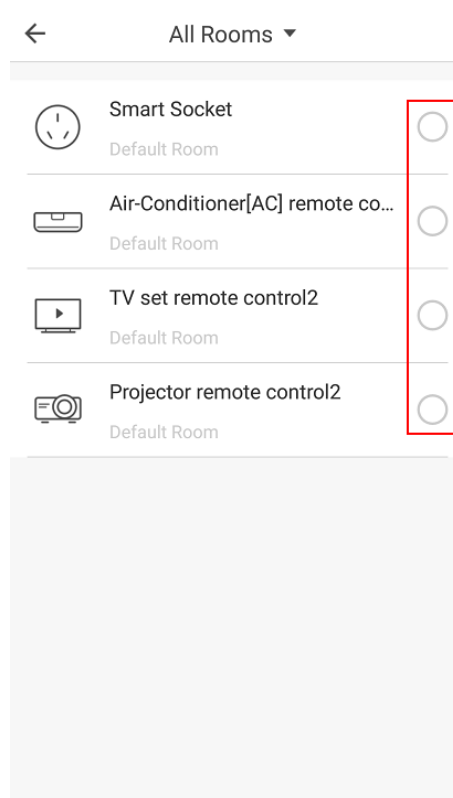 All Rooms
Smart Socket
Default Room
Air-Conditioner[AC] remote co...
Default Room
TV set remote control2
Default Room
Projector remote control2
Default Room